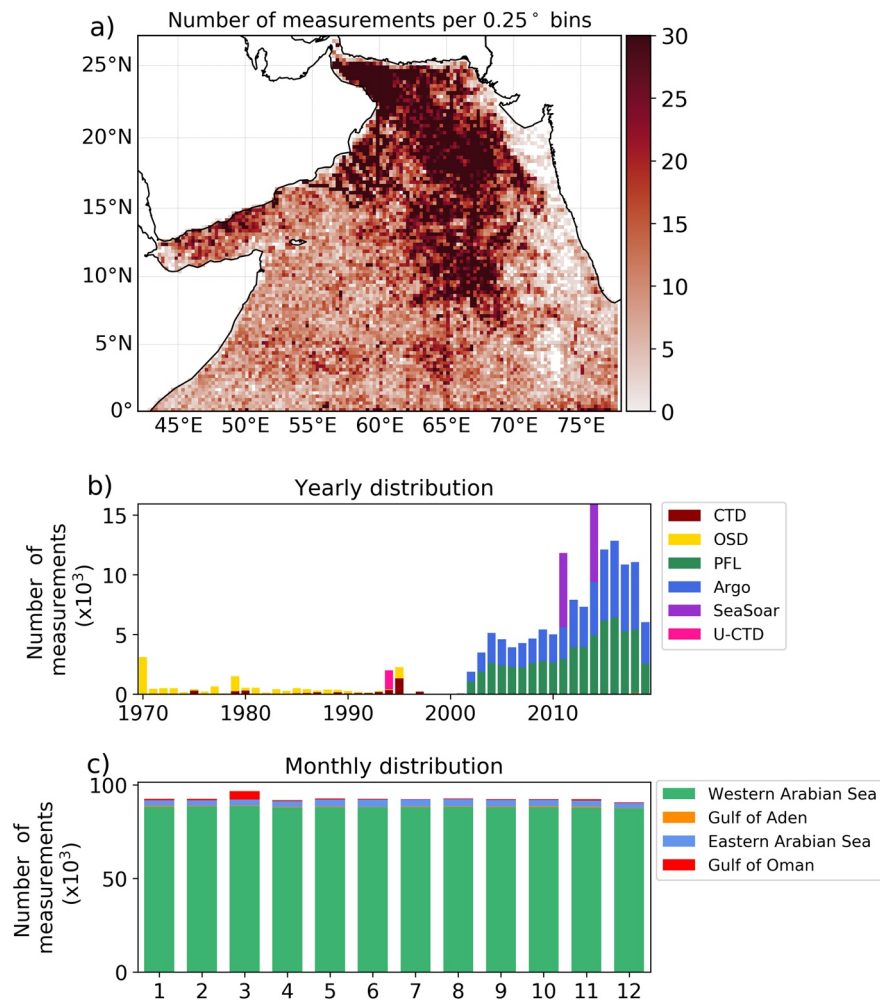 a)
Number of measurements per 0.25° bins
25°N
20°N
15°N
10°N
5°N
0°
45°E 50°E 55°E 60°E 65°E 70°E 75°E
30
25
20
15
10
5
0
b)
Yearly distribution
Number of
measurements
(x10³)
15
10
5
0
1970 1980 1990 2000 2010
CTD
OSD
PFL
Argo
SeaSoar
U-CTD
c)
Monthly distribution
Number of
measurements
(x10³)
100
50
0
1 2 3 4 5 6 7 8 9 10 11 12
Western Arabian Sea
Gulf of Aden
Eastern Arabian Sea
Gulf of Oman